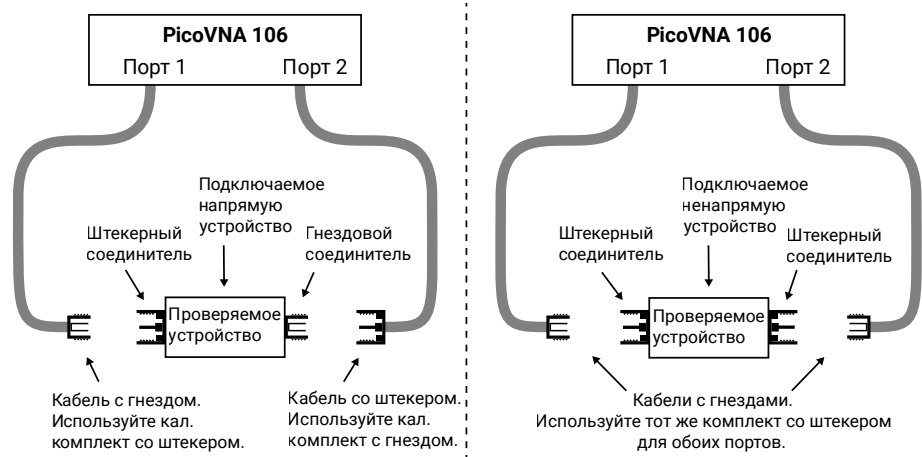 PicoVNA 106
Порт 1
Порт 2
Подключаемое
напрямую
устройство
Штекерный
соединитель
Гнездовой
соединитель
Проверяемое
устройство
Кабель с гнездом.
Используйте кал.
комплект со штекером.
Кабель со штекером.
Используйте кал.
комплект с гнездом.
PicoVNA 106
Порт 1
Порт 2
Подключаемое
ненапрямую
устройство
Штекерный
соединитель
Штекерный
соединитель
Проверяемое
устройство
Кабели с гнездами.
Используйте тот же комплект со штекером
для обоих портов.